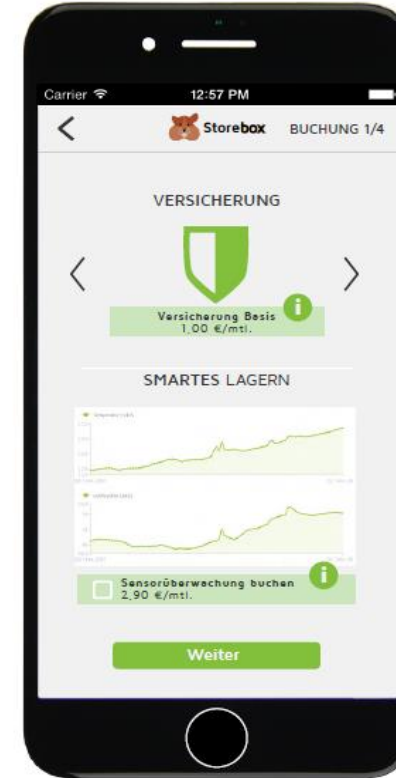 Carrier 12:57 PM
Storebox BUCHUNG 1/4
VERSICHERUNG
i
Versicherung Basis
1,00 €/mtl.
SMARTES LAGERN
i
Sensorüberwachung buchen
2,90 €/mtl.
Weiter